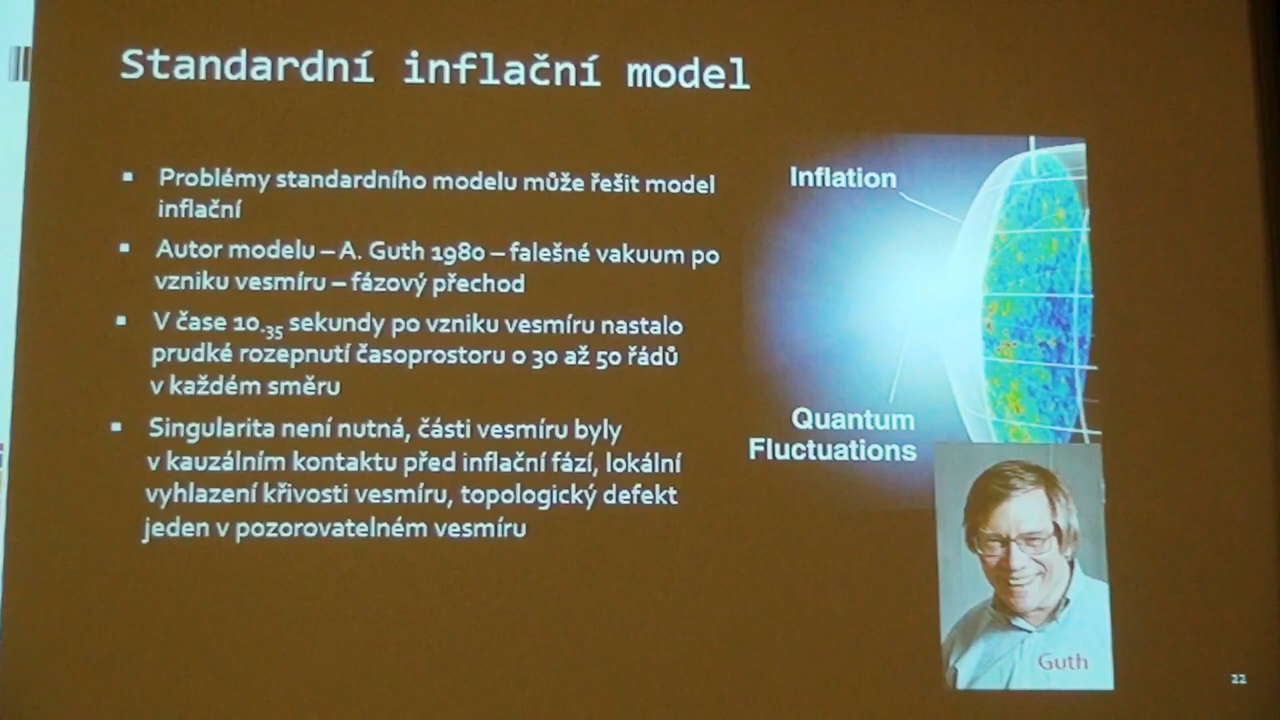 Standardní inflační model
▪ Problémy standardního modelu může řešit model
inflační
▪ Autor modelu – A. Guth 1980 – falešné vakuum po
vzniku vesmíru – fázový přechod
▪ V čase 10-35 sekundy po vzniku vesmíru nastalo
prudké rozepnutí časoprostoru o 30 až 50 řádů
v každém směru
▪ Singularita není nutná, části vesmíru byly
v kauzálním kontaktu před inflační fází, lokální
vyhlazení křivosti vesmíru, topologický defekt
jeden v pozorovatelném vesmíru
Inflation
Quantum
Fluctuations
Guth
22